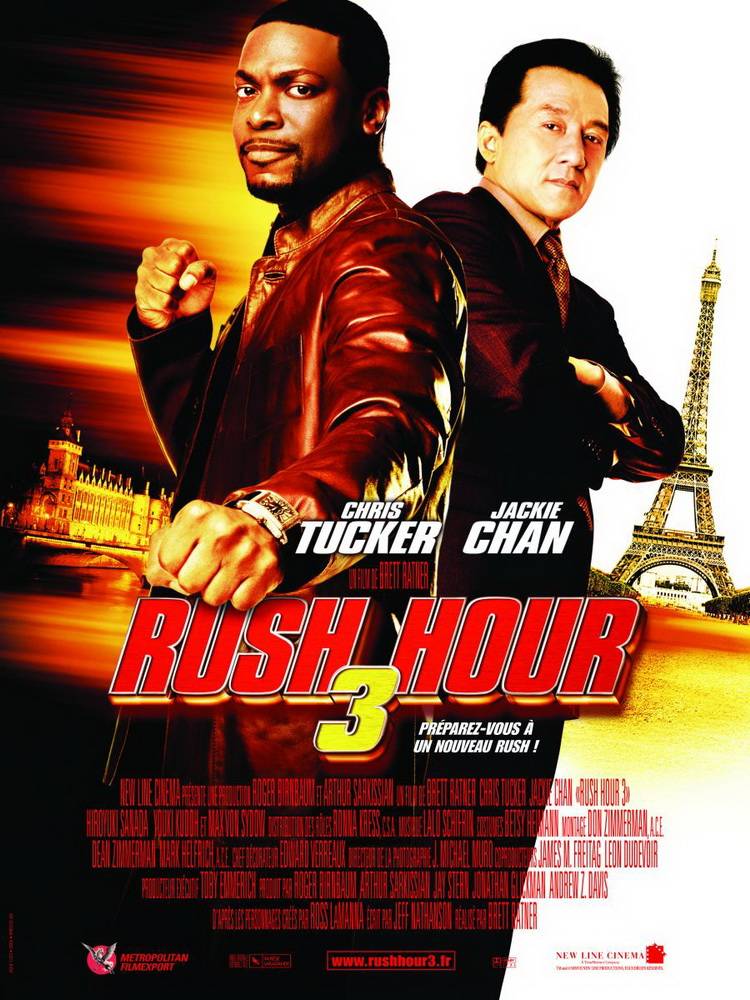 CHRIS TUCKER
JACKIE CHAN
UN FILM DE BRETT RATNER
RUSH HOUR
3
PRÉPAREZ-VOUS À
UN NOUVEAU RUSH !
NEW LINE CINEMA PRÉSENTE UNE PRODUCTION ROGER BIRNBAUM ET ARTHUR SARKISSIAN UN FILM DE BRETT RATNER CHRIS TUCKER JACKIE CHAN «RUSH HOUR 3»
HIROYUKI SANADA YOUKI KUDOH ET MAX VON SYDOW DISTRIBUTION DES RÔLES RONNA KRESS, C.S.A. MUSIQUE LALO SCHIFRIN COSTUMES BETSY HEIMANN MONTAGE DON ZIMMERMAN, A.C.E.
DEAN ZIMMERMAN MARK HELFRICH, A.C.E. CHEF DÉCORATEUR EDWARD VERREAUX DIRECTEUR DE LA PHOTOGRAPHIE J. MICHAEL MURO COPRODUCTEURS JAMES M. FREITAG LEON DUDEVOIR
PRODUCTEUR EXÉCUTIF TOBY EMMERICH PRODUIT PAR ROGER BIRNBAUM ARTHUR SARKISSIAN JAY STERN JONATHAN GLICKMAN ANDREW Z. DAVIS
D'APRÈS LES PERSONNAGES CRÉÉS PAR ROSS LAMANNA ÉCRIT PAR JEFF NATHANSON RÉALISÉ PAR BRETT RATNER
METROPOLITAN
FILMEXPORT
www.rushhour3.fr
NEW LINE CINEMA
A Time Warner Company